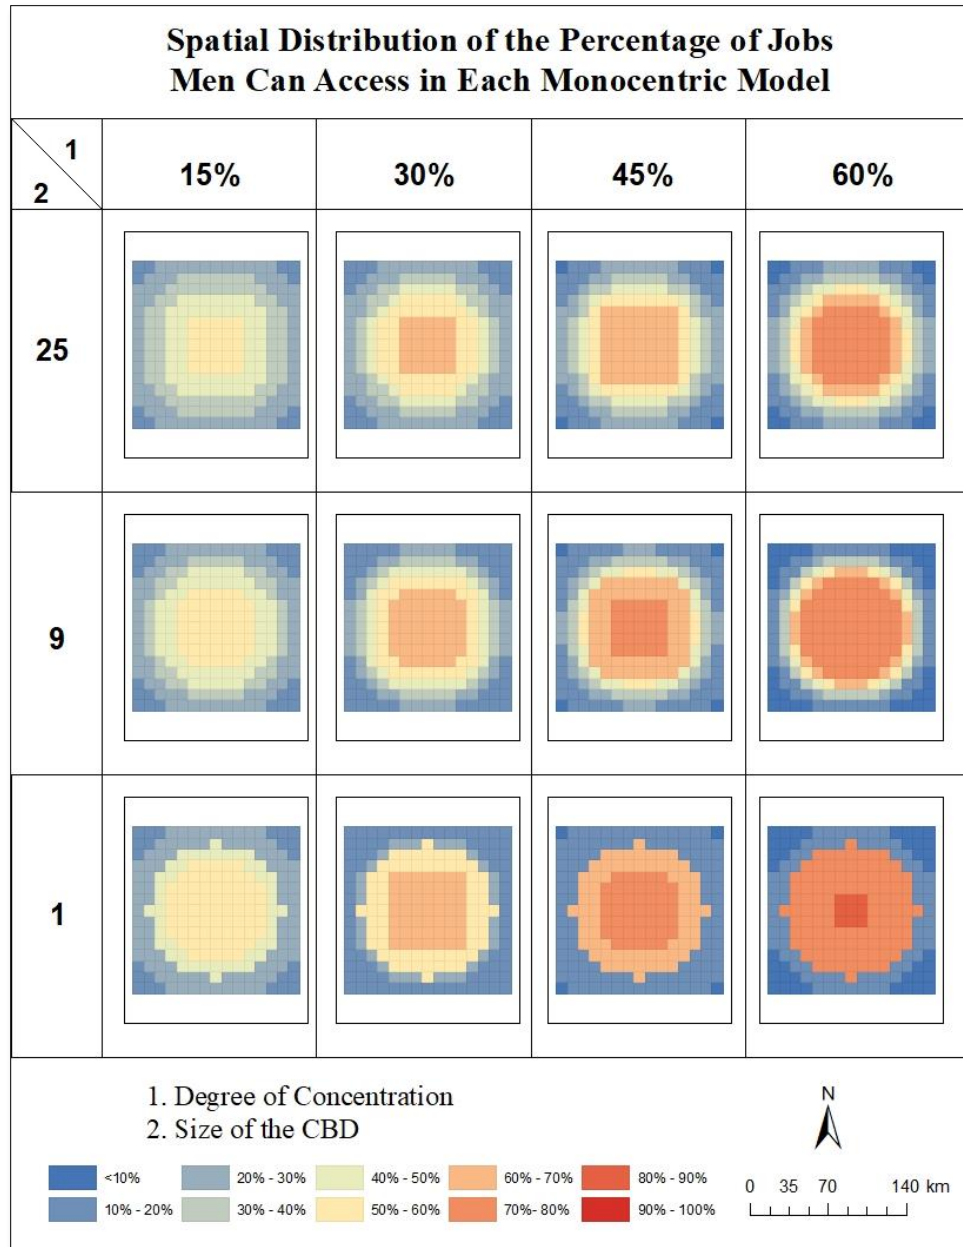 Spatial Distribution of the Percentage of Jobs
Men Can Access in Each Monocentric Model
1
2
15%
30%
45%
60%
25
9
1
1. Degree of Concentration
2. Size of the CBD
N
<10%
20% - 30%
40% - 50%
60% - 70%
80% - 90%
10% - 20%
30% - 40%
50% - 60%
70%- 80%
90% - 100%
0 35 70 140 km